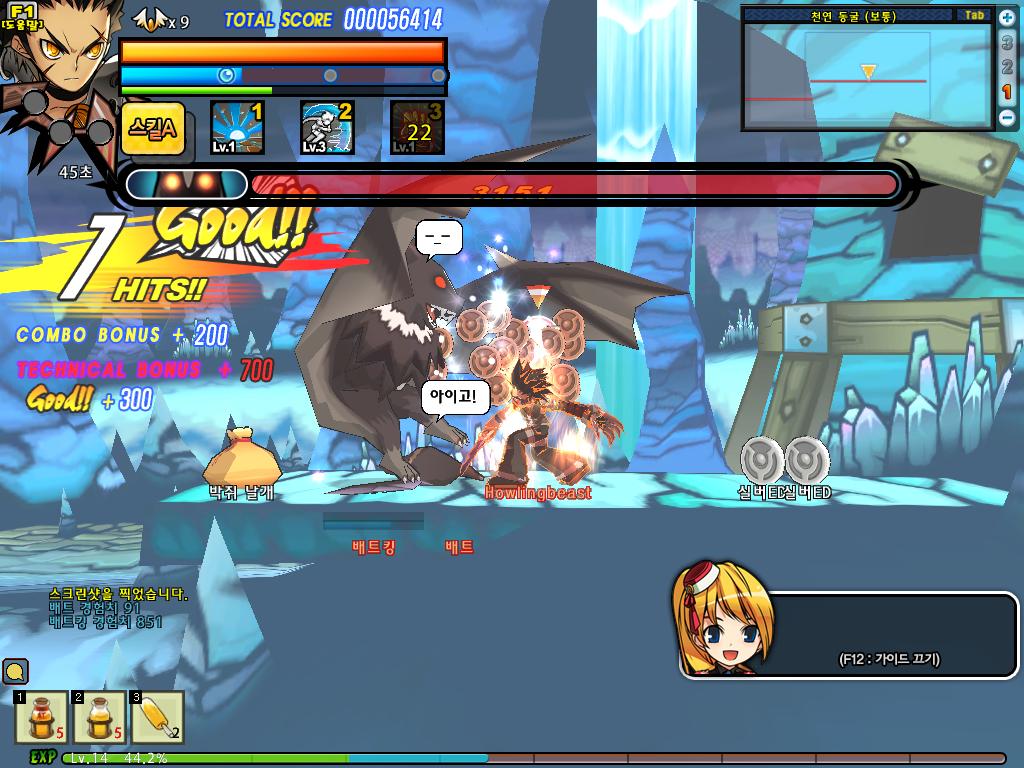 F1
[도움말]
x 9
TOTAL SCORE 000056414
천연 동굴 (보통)
Tab
3
2
1
스킬A
1
Lv.1
2
Lv.3
3
22
Lv.1
45초
3151
Good!!
7
HITS!!
COMBO BONUS + 200
TECHNICAL BONUS + 700
Good!! + 300
- -
아이고!
박쥐 날개
Howlingbeast
실버ED
실버ED
배트킹
배트
스크린샷을 찍었습니다.
배트 경험치 91
배트킹 경험치 851
(F12 : 가이드 끄기)
1
5
2
5
3
2
EXP Lv.14 44.2%